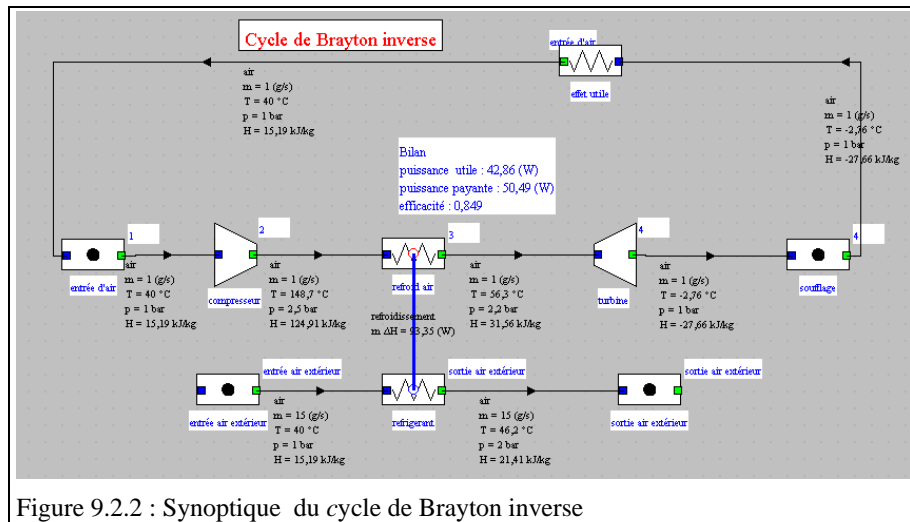 Cycle de Brayton inverse
entrée d'air
effet utile
air
m = 1 (g/s)
T = 40 °C
p = 1 bar
H = 15,19 kJ/kg
air
m = 1 (g/s)
T = -2,76 °C
p = 1 bar
H = -27,66 kJ/kg
Bilan
puissance utile : 42,86 (W)
puissance payante : 50,49 (W)
efficacité : 0,849
1
entrée d'air
air
m = 1 (g/s)
T = 40 °C
p = 1 bar
H = 15,19 kJ/kg
2
compresseur
air
m = 1 (g/s)
T = 148,7 °C
p = 2,5 bar
H = 124,91 kJ/kg
3
refroid air
air
m = 1 (g/s)
T = 56,3 °C
p = 2,2 bar
H = 31,56 kJ/kg
4
turbine
air
m = 1 (g/s)
T = -2,76 °C
p = 1 bar
H = -27,66 kJ/kg
4
soufflage
refroidissement
m ΔH = 93,35 (W)
entrée air extérieur
entrée air extérieur
air
m = 15 (g/s)
T = 40 °C
p = 1 bar
H = 15,19 kJ/kg
sortie air extérieur
refrigerant
air
m = 15 (g/s)
T = 46,2 °C
p = 2 bar
H = 21,41 kJ/kg
sortie air extérieur
sortie air extérieur
Figure 9.2.2 : Synoptique du cycle de Brayton inverse